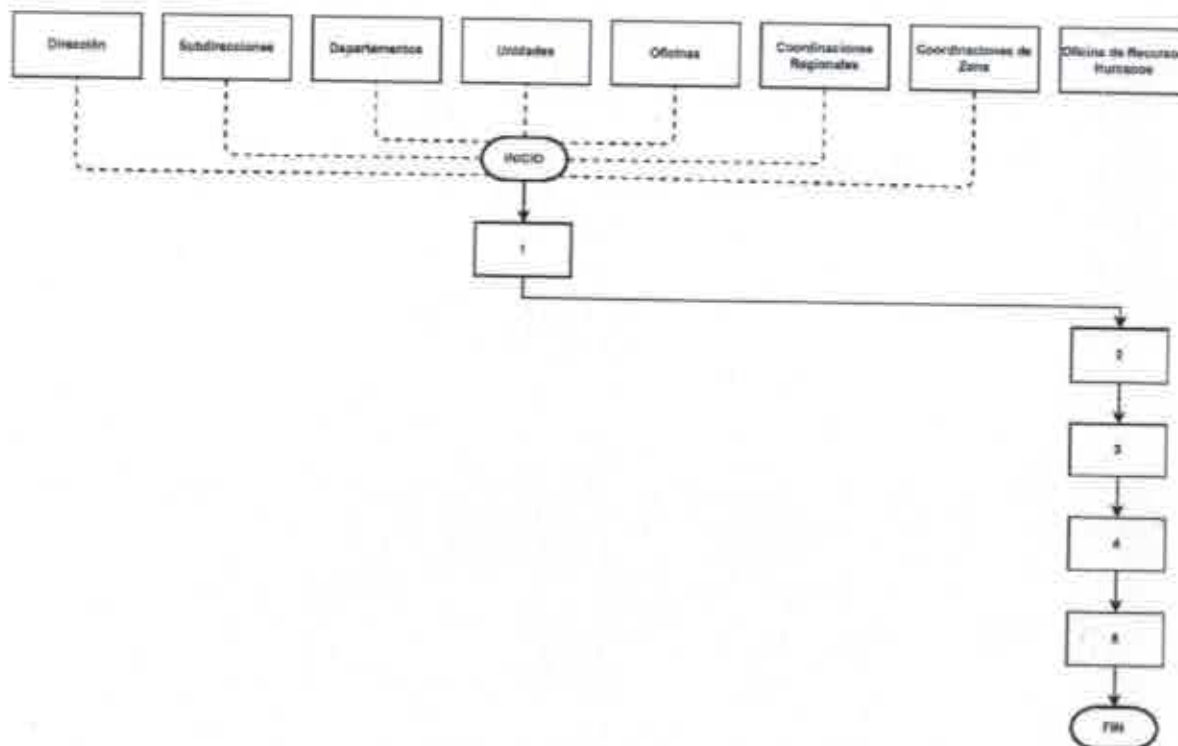 Dirección
Subdirecciones
Departamentos
Unidades
Oficinas
Coordinaciones
Regionales
Coordinaciones de
Zona
Oficina de Recursos
Humanos
INICIO
1
2
3
4
5
FIN